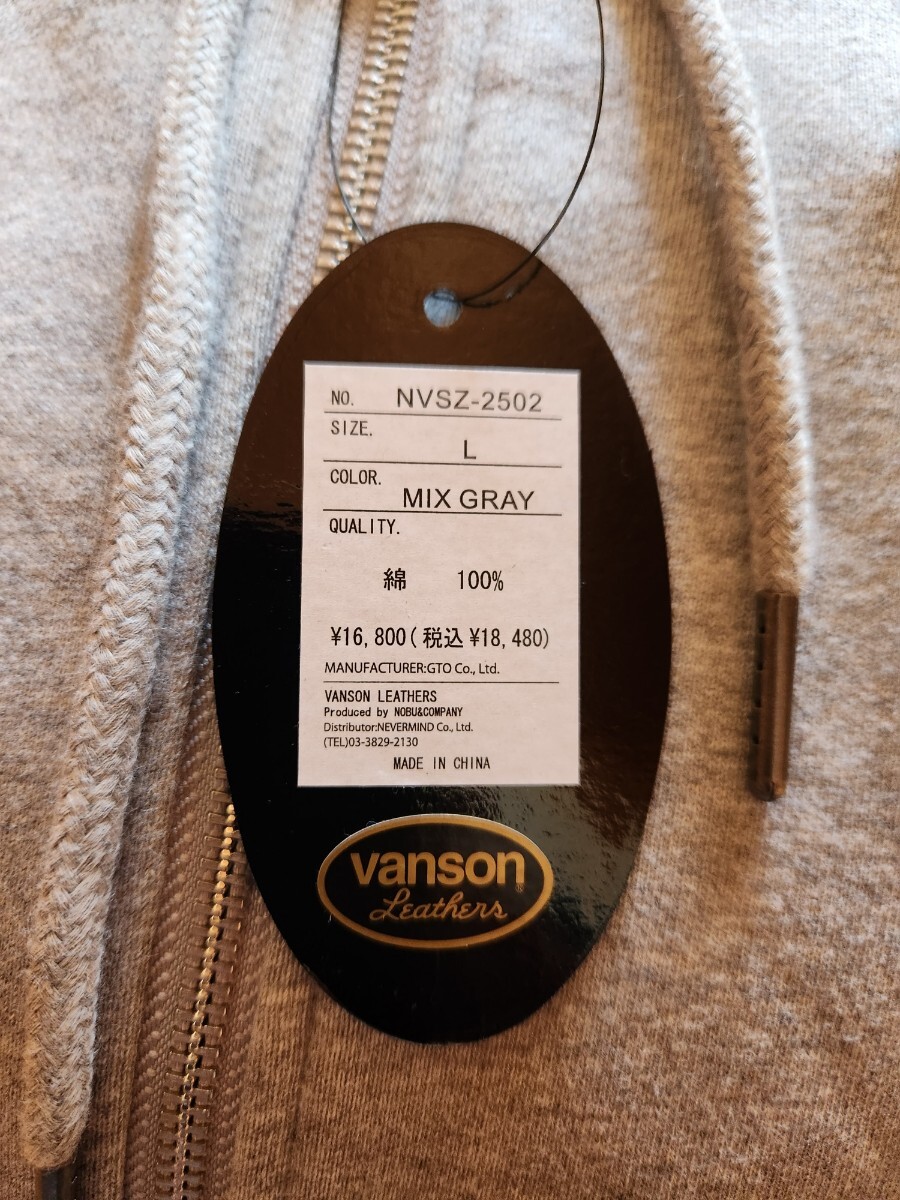 NO. NVSZ-2502
SIZE.
L
COLOR.
MIX GRAY
QUALITY.
綿 100%
¥16,800(税込¥18,480)
MANUFACTURER:GTO Co., Ltd.
VANSON LEATHERS
Produced by NOBU&COMPANY
Distributor:NEVERMIND Co., Ltd.
(TEL)03-3829-2130
MADE IN CHINA
vanson®
Leathers